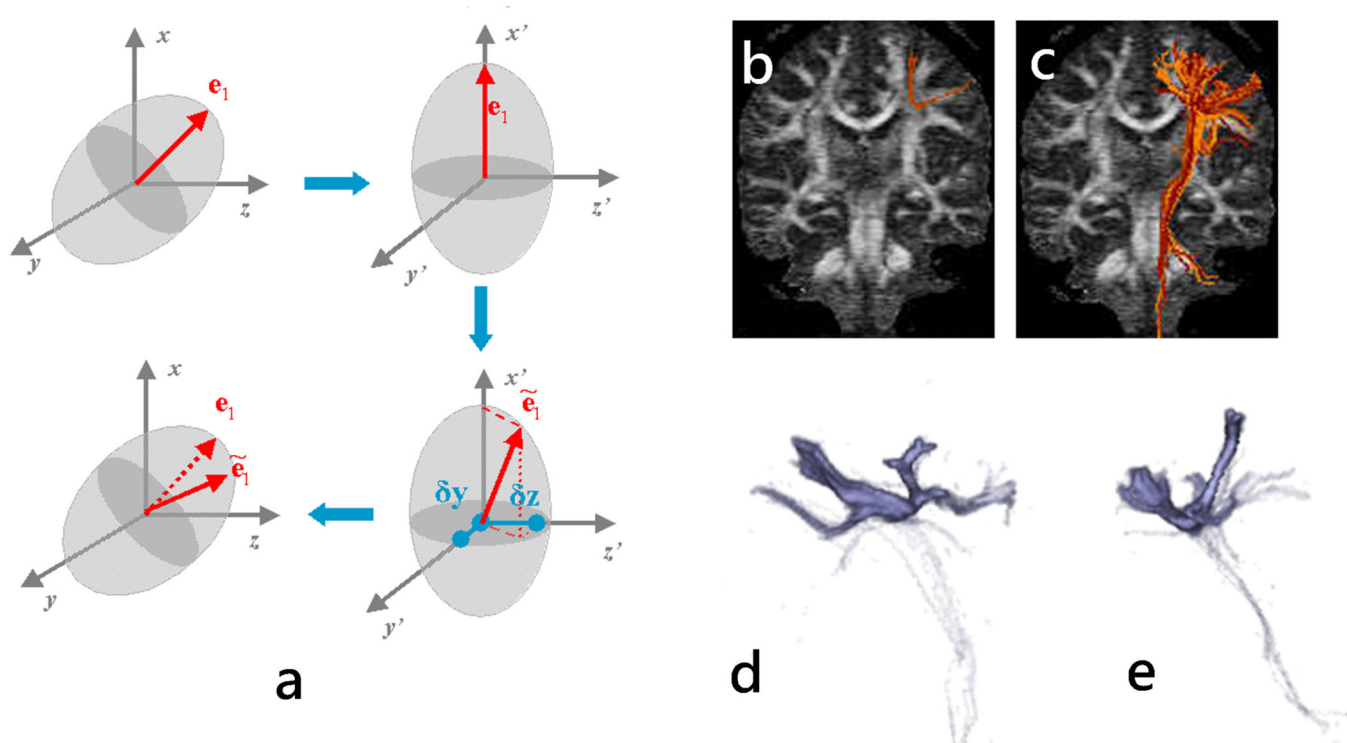 x
e₁
z
y
x’
e₁
z’
y’
x
e₁
ẽ₁
z
y
x’
ẽ₁
δy
δz
z’
y’
a
b
c
d
e